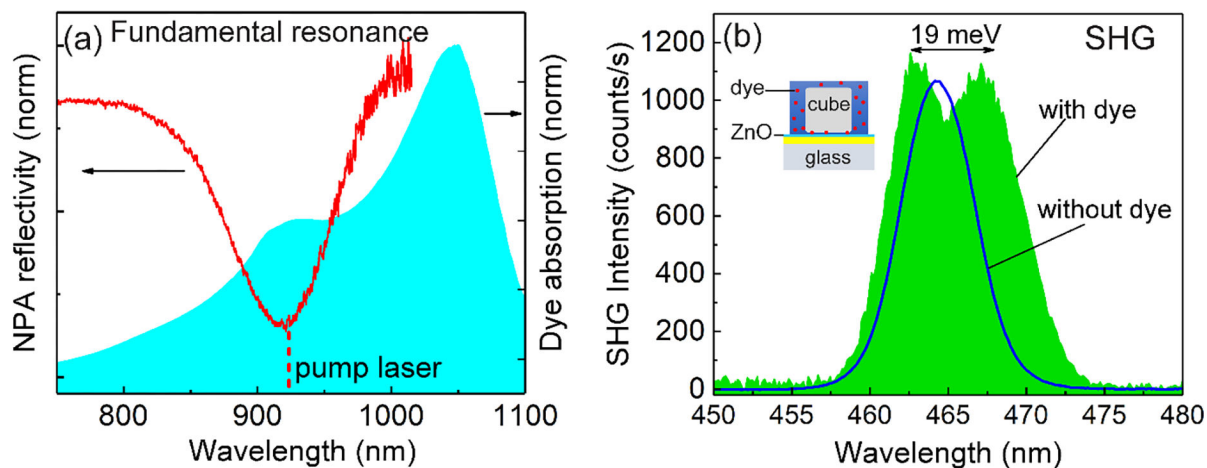 (a) Fundamental resonance
NPA reflectivity (norm)
Dye absorption (norm)
pump laser
800 900 1000 1100
Wavelength (nm)
(b) SHG
19 meV
SHG Intensity (counts/s)
1200
1000
800
600
400
200
0
dye
cube
ZnO
glass
with dye
without dye
450 455 460 465 470 475 480
Wavelength (nm)